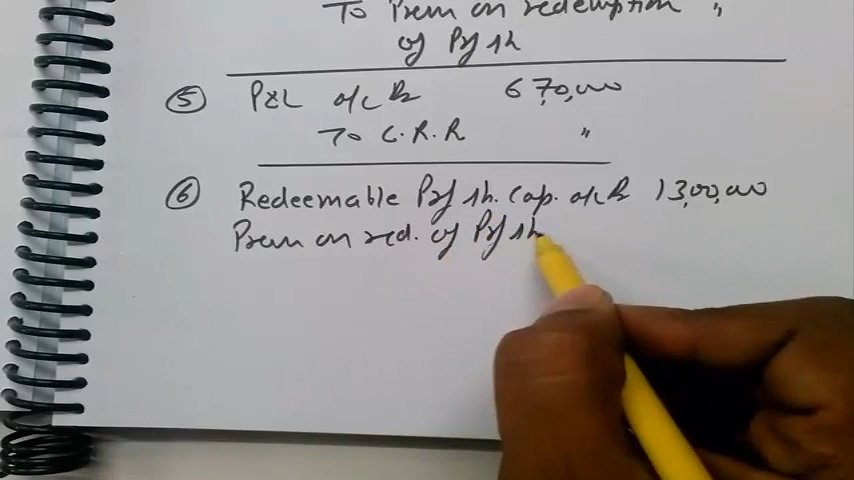 To Prem on redemption "
of Pref sh
⑤ P&L a/c Dr 6,70,000
To C.R.R "
⑥ Redeemable Pref sh. Cap. a/c Dr 13,00,000
Prem on red. of Pref sh